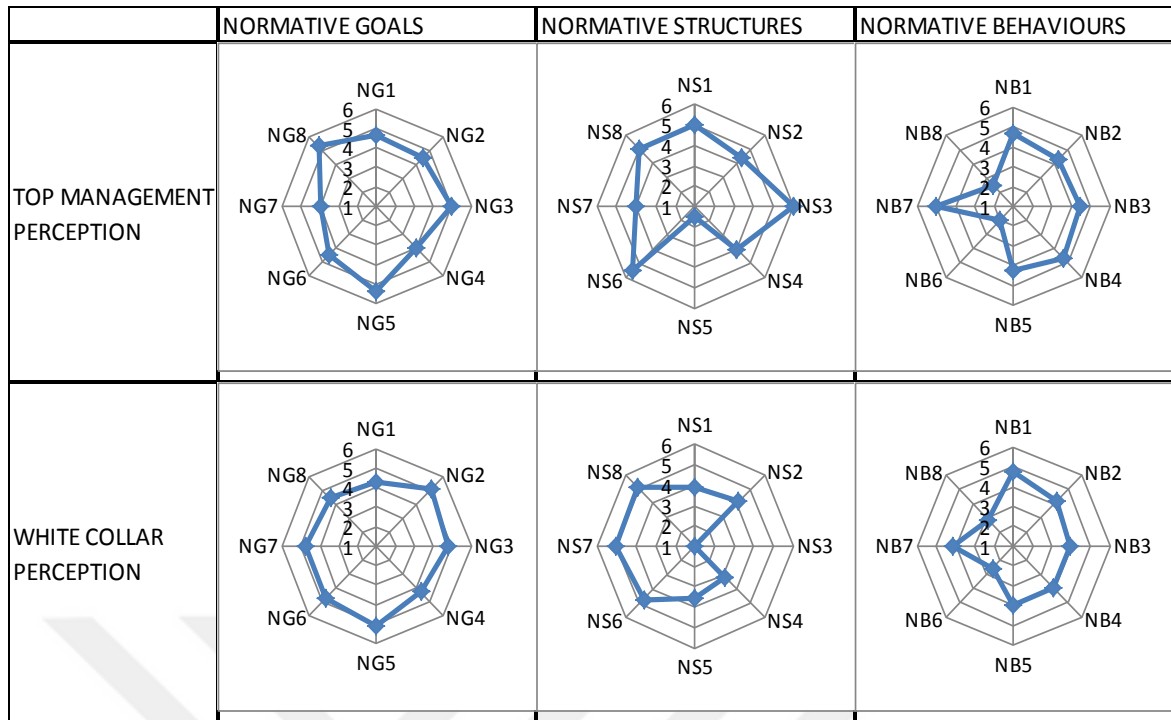 NORMATIVE GOALS
NORMATIVE STRUCTURES
NORMATIVE BEHAVIOURS
TOP MANAGEMENT
PERCEPTION
NG1
NG2
NG3
NG4
NG5
NG6
NG7
NG8
6
5
4
3
2
1
NS1
NS2
NS3
NS4
NS5
NS6
NS7
NS8
6
5
4
3
2
1
NB1
NB2
NB3
NB4
NB5
NB6
NB7
NB8
6
5
4
3
2
1
WHITE COLLAR
PERCEPTION
NG1
NG2
NG3
NG4
NG5
NG6
NG7
NG8
6
5
4
3
2
1
NS1
NS2
NS3
NS4
NS5
NS6
NS7
NS8
6
5
4
3
2
1
NB1
NB2
NB3
NB4
NB5
NB6
NB7
NB8
6
5
4
3
2
1